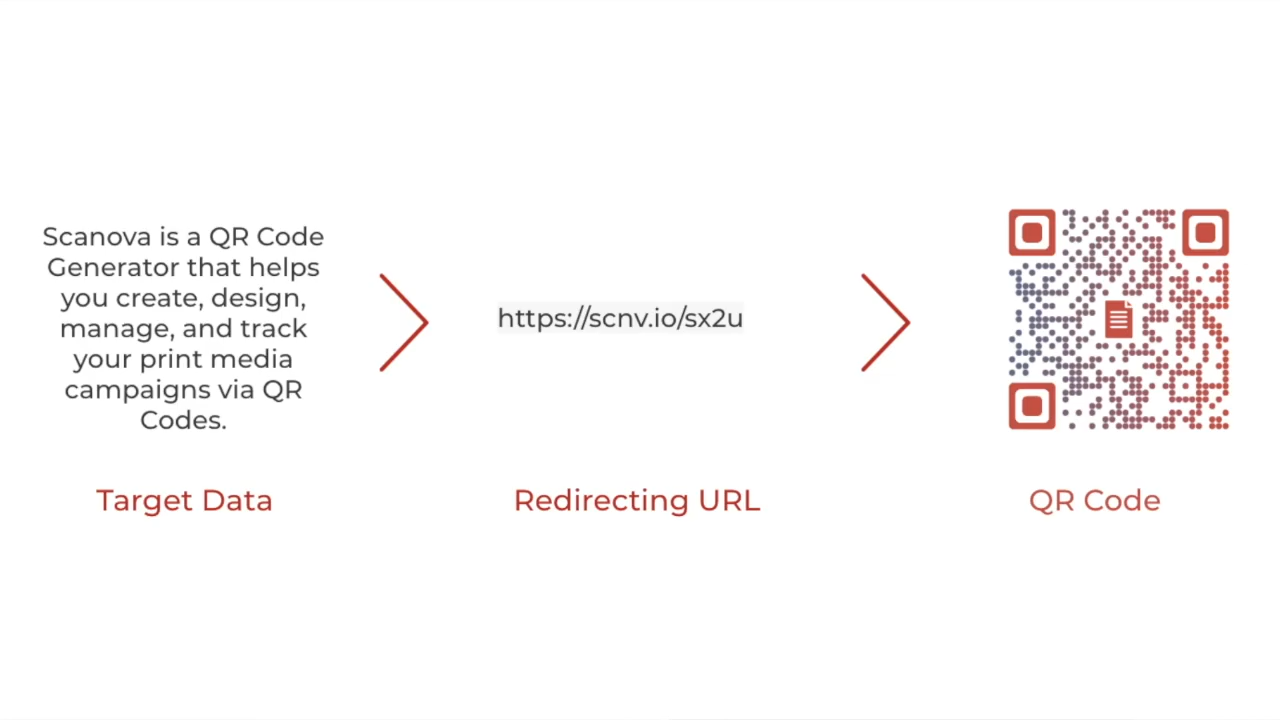 Scanova is a QR Code
Generator that helps
you create, design,
manage, and track
your print media
campaigns via QR
Codes.
https://scnv.io/sx2u
Target Data
Redirecting URL
QR Code